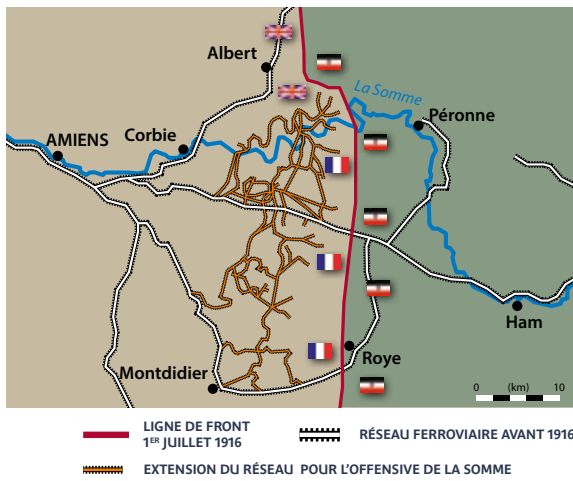 Albert
La Somme
Péronne
Corbie
AMIENS
Ham
Roye
Montdidier
0 (km) 10
LIGNE DE FRONT
1ER JUILLET 1916
RÉSEAU FERROVIAIRE AVANT 1916
EXTENSION DU RÉSEAU POUR L'OFFENSIVE DE LA SOMME